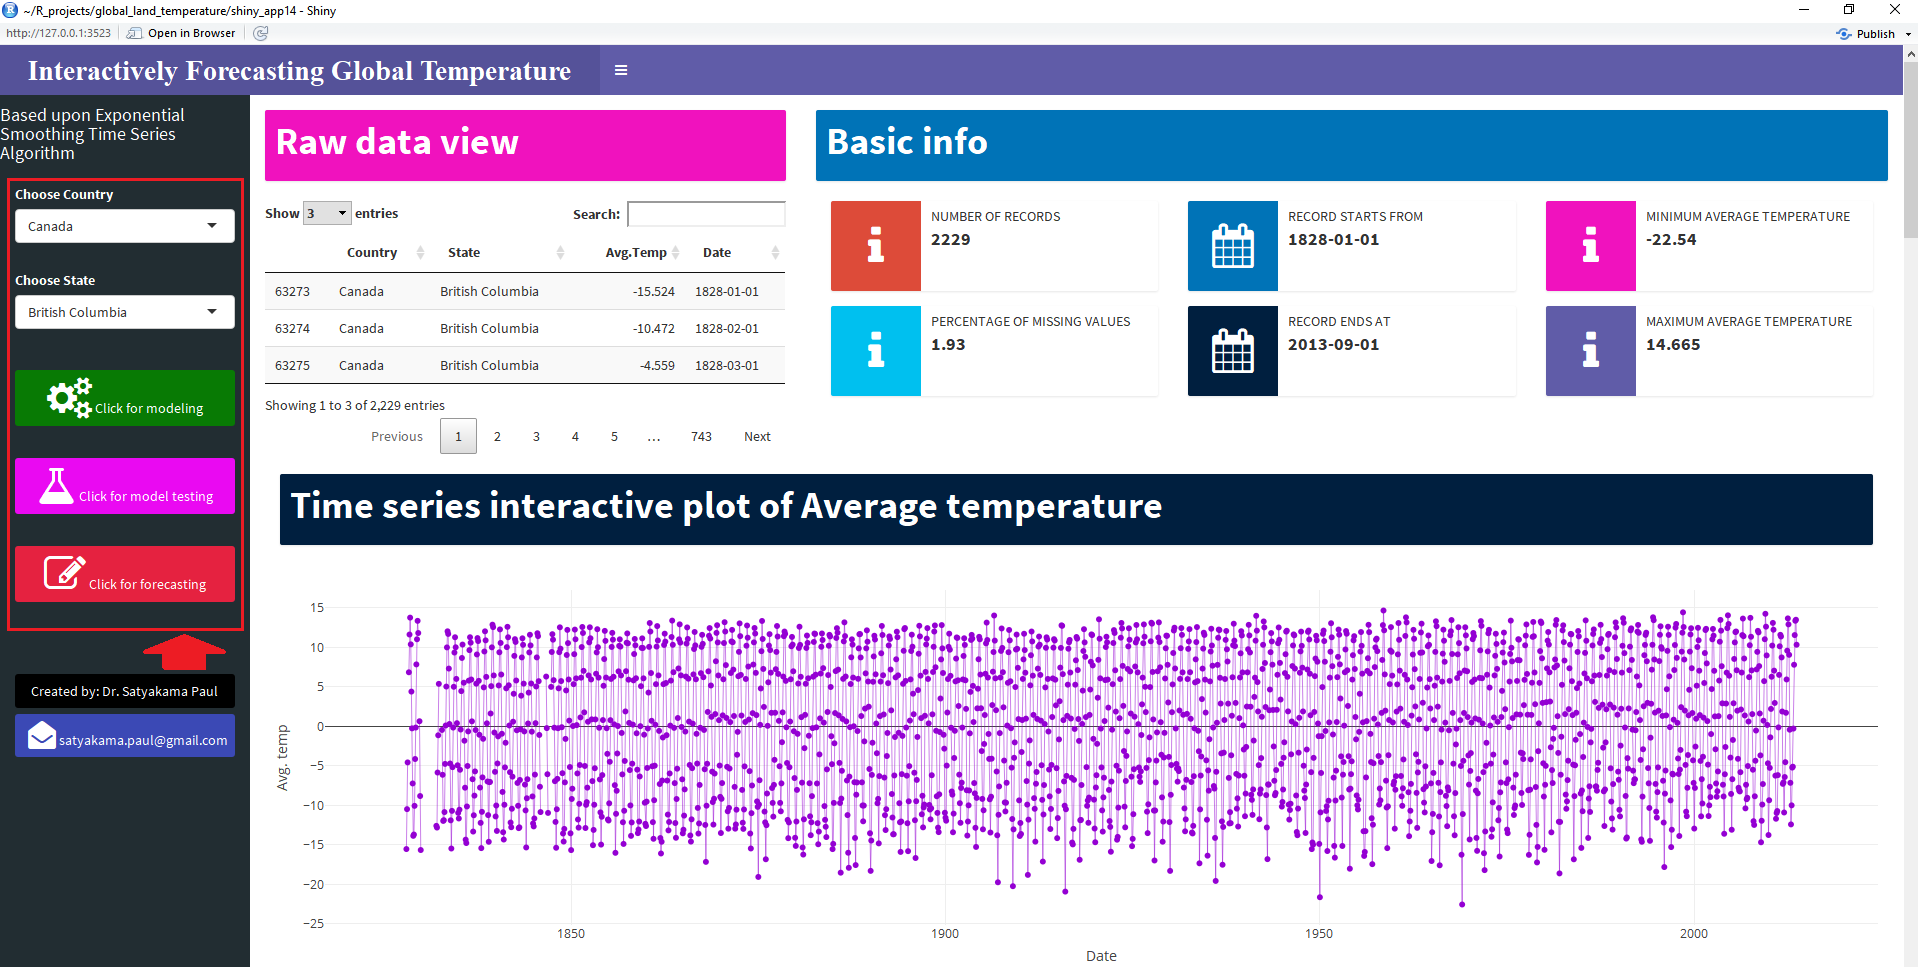 ~/R_projects/global_land_temperature/shiny_app14 - Shiny
http://127.0.0.1:3523 Open in Browser Publish
Interactively Forecasting Global Temperature
Based upon Exponential
Smoothing Time Series
Algorithm
Choose Country
Canada
Choose State
British Columbia
Click for modeling
Click for model testing
Click for forecasting
Created by: Dr. Satyakama Paul
satyakama.paul@gmail.com
Raw data view
Show 3 entries Search:
Country State Avg.Temp Date
63273 Canada British Columbia -15.524 1828-01-01
63274 Canada British Columbia -10.472 1828-02-01
63275 Canada British Columbia -4.559 1828-03-01
Showing 1 to 3 of 2,229 entries
Previous 1 2 3 4 5 … 743 Next
Basic info
NUMBER OF RECORDS
2229
RECORD STARTS FROM
1828-01-01
MINIMUM AVERAGE TEMPERATURE
-22.54
PERCENTAGE OF MISSING VALUES
1.93
RECORD ENDS AT
2013-09-01
MAXIMUM AVERAGE TEMPERATURE
14.665
Time series interactive plot of Average temperature
Avg. temp
15
10
5
0
−5
−10
−15
−20
−25
1850 1900 1950 2000
Date